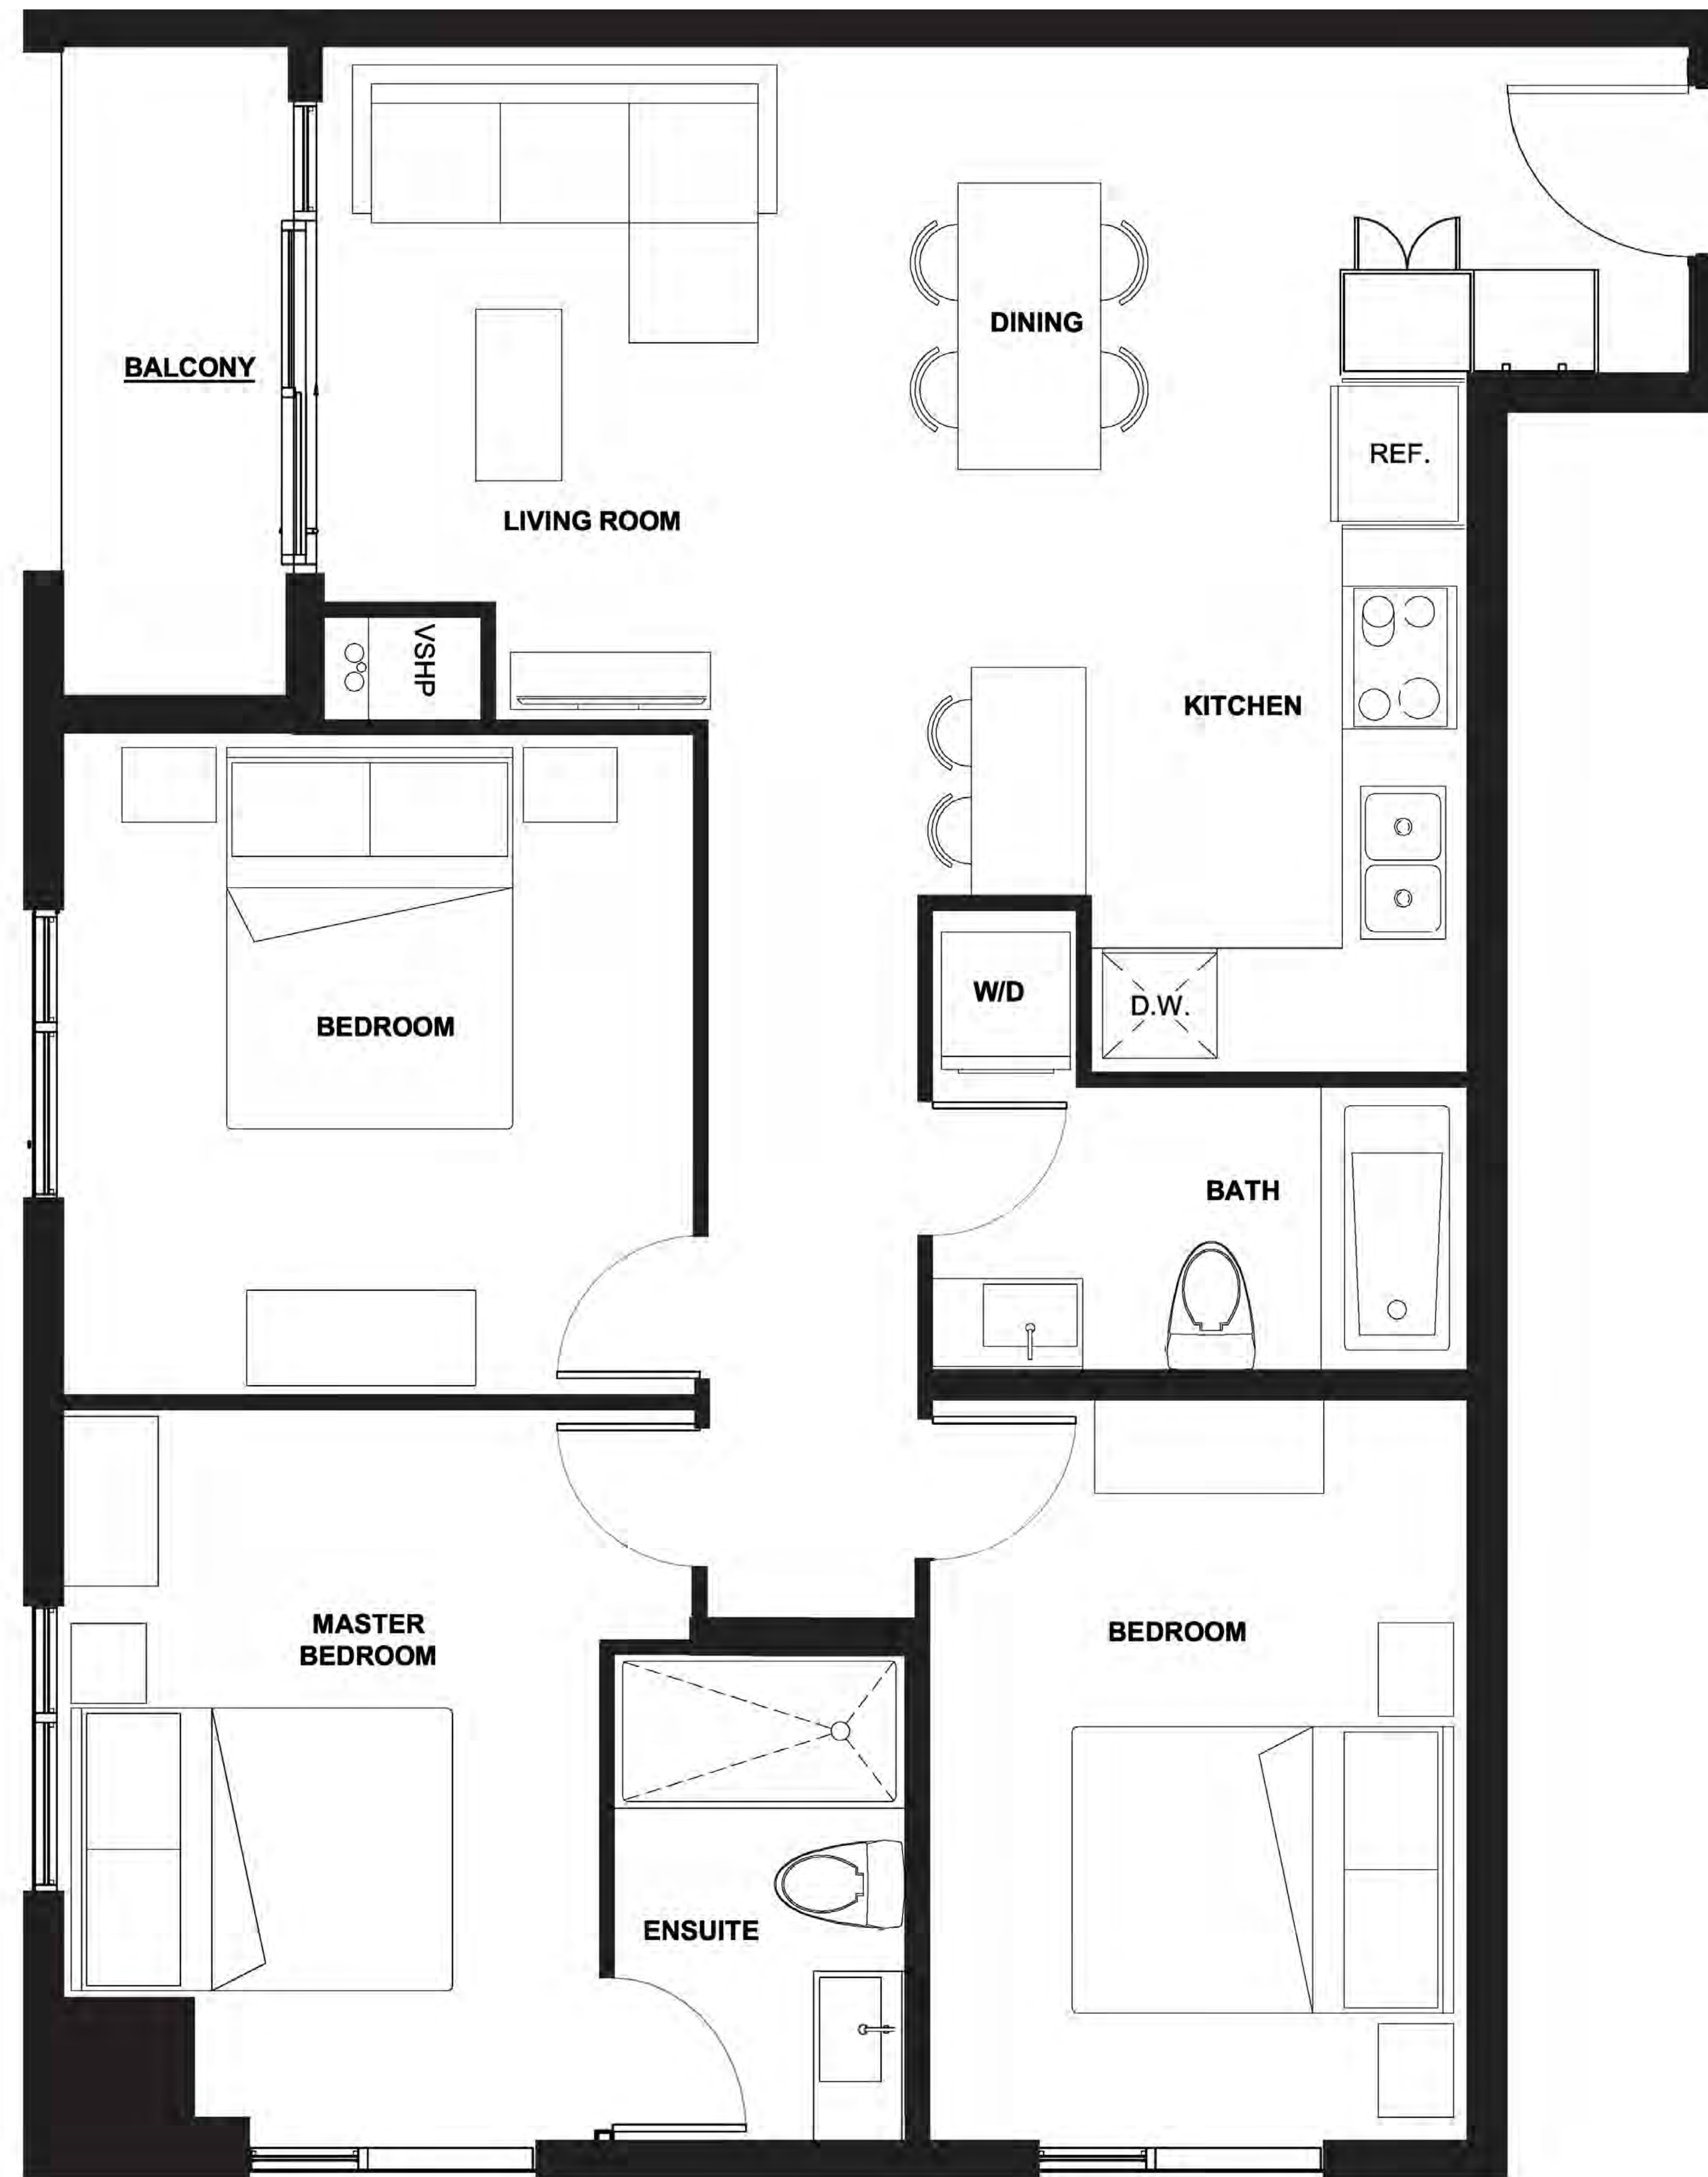 DINING
BALCONY
REF.
LIVING ROOM
VSHP
KITCHEN
W/D
D.W.
BEDROOM
BATH
MASTER
BEDROOM
BEDROOM
ENSUITE